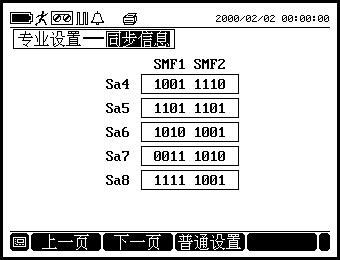 2000/02/02 00:00:00
专业设置一同步信息
SMF1 SMF2
Sa4 1001 1110
Sa5 1101 1101
Sa6 1010 1001
Sa7 0011 1010
Sa8 1111 1001
上一页 下一页 普通设置